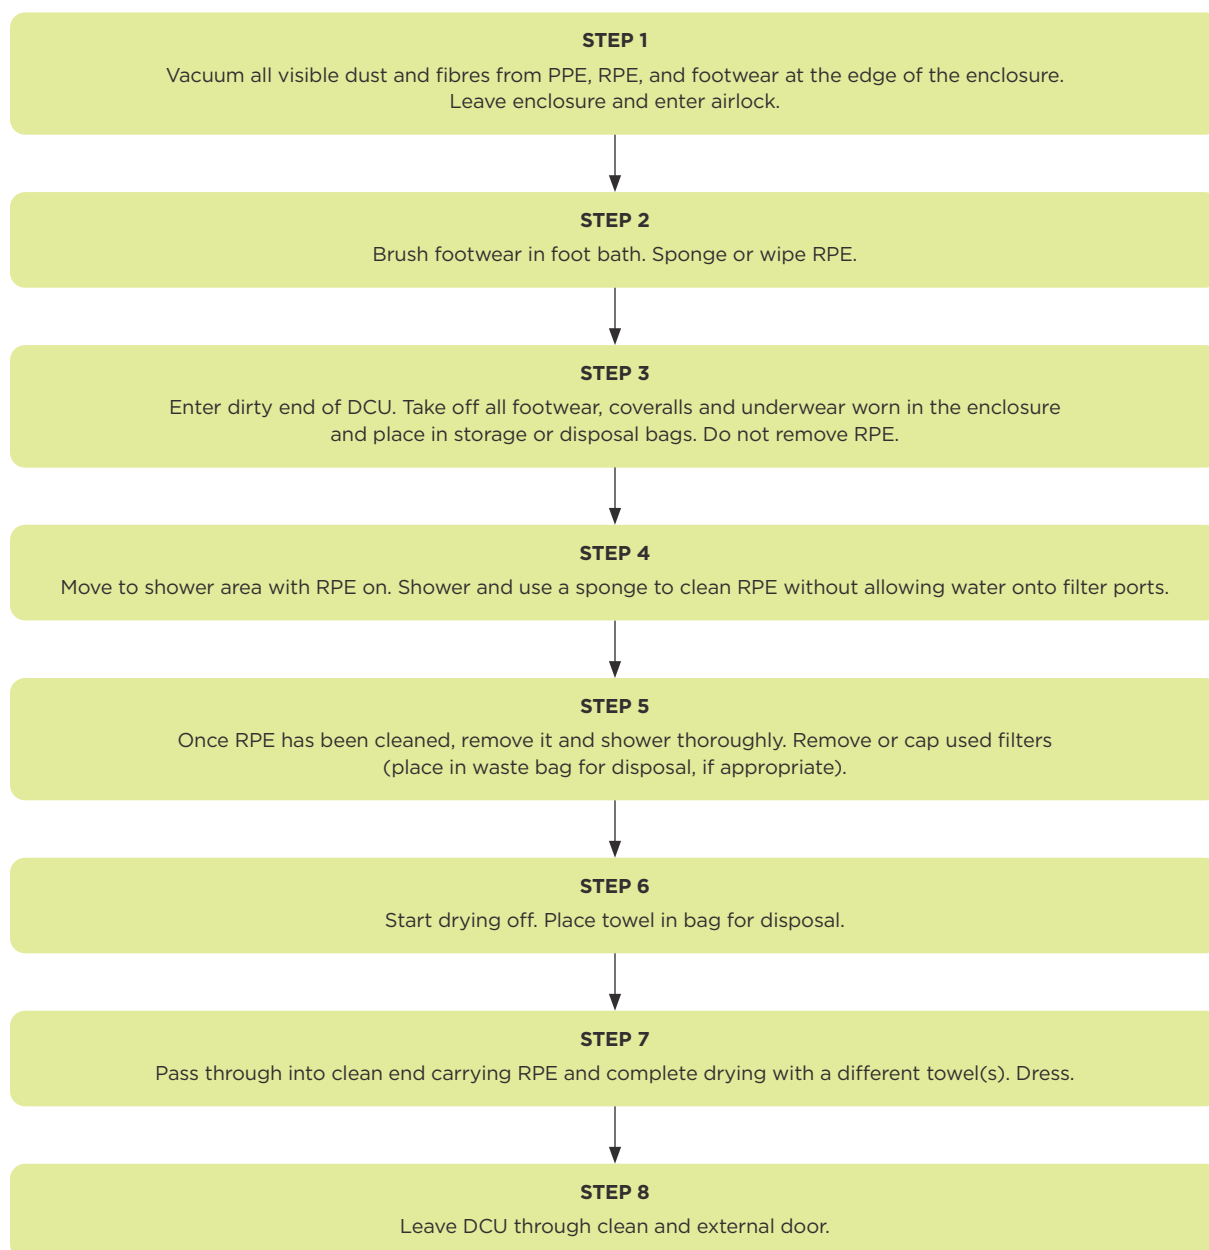 STEP 1
Vacuum all visible dust and fibres from PPE, RPE, and footwear at the edge of the enclosure.
Leave enclosure and enter airlock.
STEP 2
Brush footwear in foot bath. Sponge or wipe RPE.
STEP 3
Enter dirty end of DCU. Take off all footwear, coveralls and underwear worn in the enclosure
and place in storage or disposal bags. Do not remove RPE.
STEP 4
Move to shower area with RPE on. Shower and use a sponge to clean RPE without allowing water onto filter ports.
STEP 5
Once RPE has been cleaned, remove it and shower thoroughly. Remove or cap used filters
(place in waste bag for disposal, if appropriate).
STEP 6
Start drying off. Place towel in bag for disposal.
STEP 7
Pass through into clean end carrying RPE and complete drying with a different towel(s). Dress.
STEP 8
Leave DCU through clean and external door.